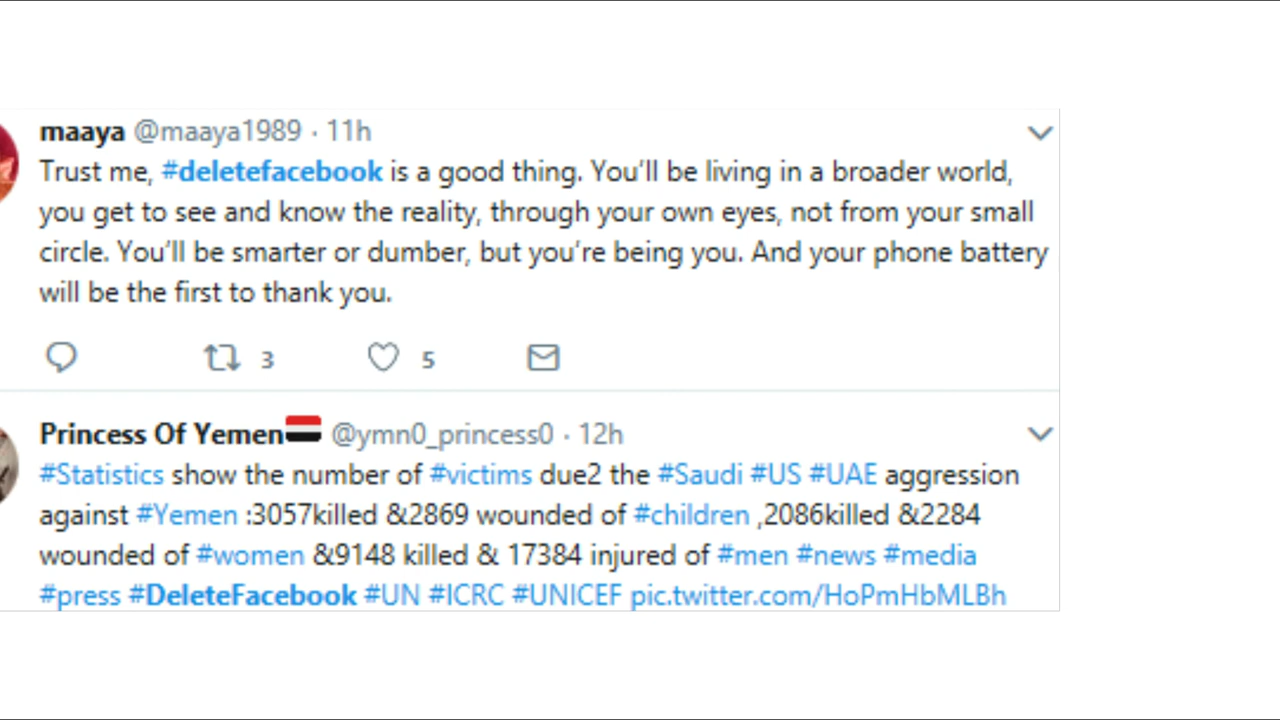 maaya @maaya1989 · 11h
Trust me, #deletefacebook is a good thing. You’ll be living in a broader world,
you get to see and know the reality, through your own eyes, not from your small
circle. You’ll be smarter or dumber, but you’re being you. And your phone battery
will be the first to thank you.
3 5
Princess Of Yemen🇾🇪 @ymn0_princess0 · 12h
#Statistics show the number of #victims due2 the #Saudi #US #UAE aggression
against #Yemen :3057killed &2869 wounded of #children ,2086killed &2284
wounded of #women &9148 killed & 17384 injured of #men #news #media
#press #DeleteFacebook #UN #ICRC #UNICEF pic.twitter.com/HoPmHbMLBh